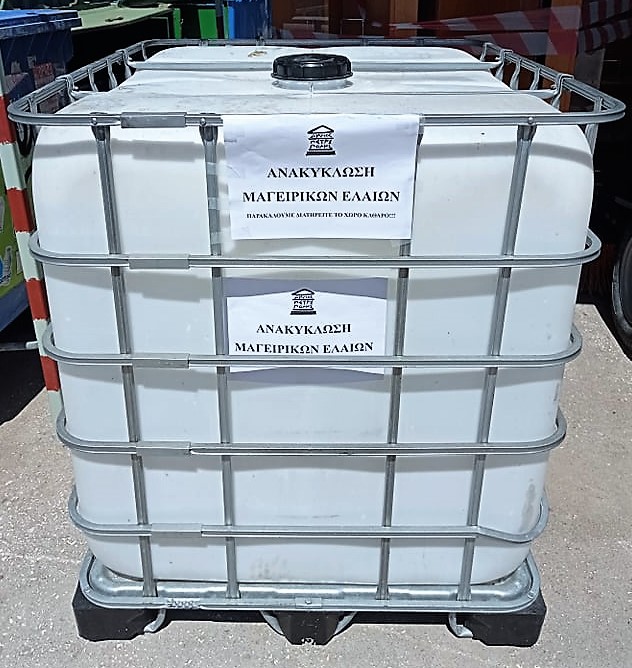 ΑΝΑΚΥΚΛΩΣΗ
ΜΑΓΕΙΡΙΚΩΝ ΕΛΑΙΩΝ
ΠΑΡΑΚΑΛΟΥΜΕ ΔΙΑΤΗΡΕΙΤΕ ΤΟ ΧΩΡΟ ΚΑΘΑΡΟ!!!
ΑΝΑΚΥΚΛΩΣΗ
ΜΑΓΕΙΡΙΚΩΝ ΕΛΑΙΩΝ